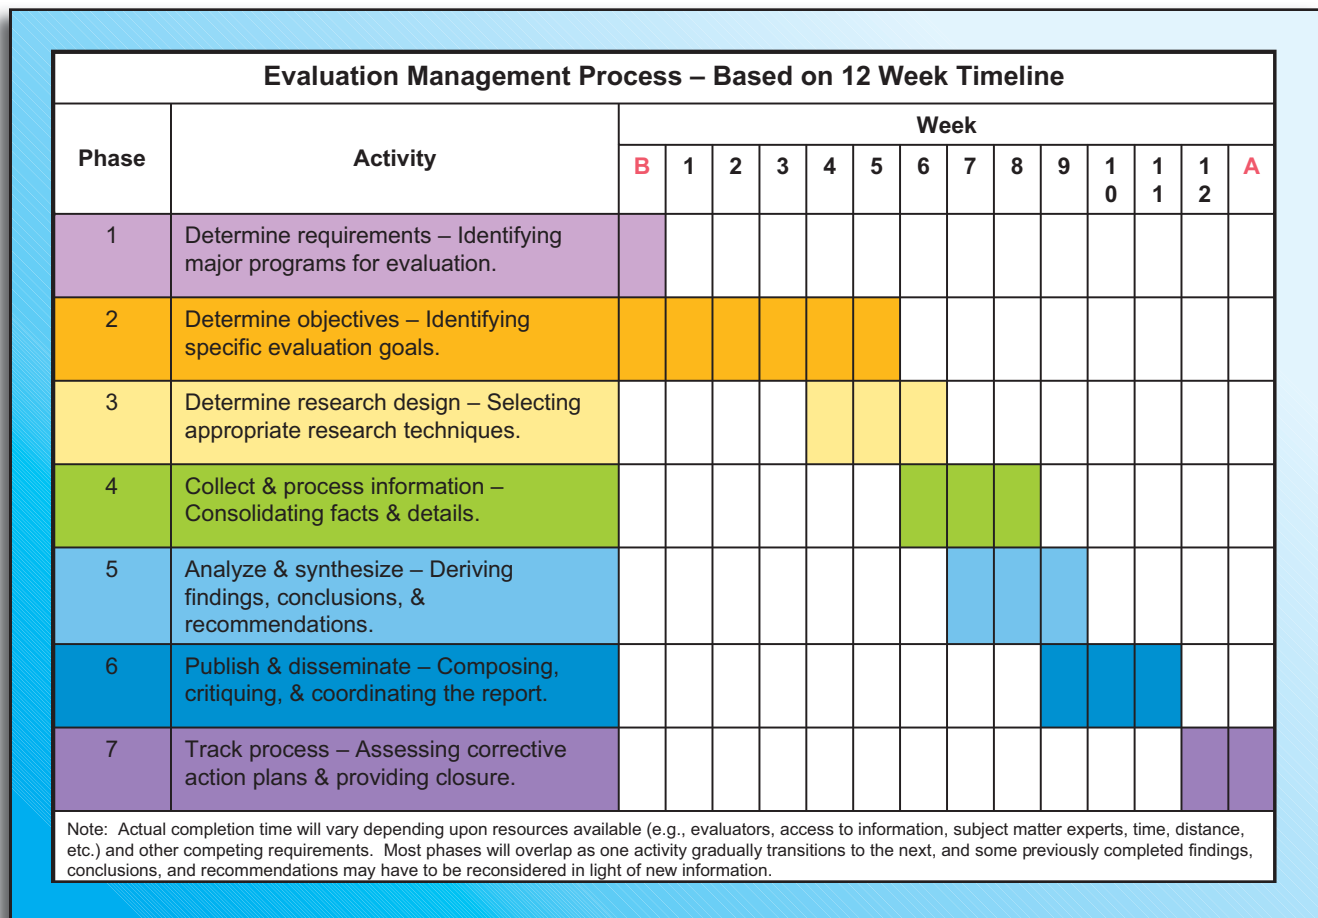 Evaluation Management Process – Based on 12 Week Timeline
Phase
Activity
Week
B 1 2 3 4 5 6 7 8 9 10 11 12 A
1
Determine requirements – Identifying
major programs for evaluation.
2
Determine objectives – Identifying
specific evaluation goals.
3
Determine research design – Selecting
appropriate research techniques.
4
Collect & process information –
Consolidating facts & details.
5
Analyze & synthesize – Deriving
findings, conclusions, &
recommendations.
6
Publish & disseminate – Composing,
critiquing, & coordinating the report.
7
Track process – Assessing corrective
action plans & providing closure.
Note: Actual completion time will vary depending upon resources available (e.g., evaluators, access to information, subject matter experts, time, distance,
etc.) and other competing requirements. Most phases will overlap as one activity gradually transitions to the next, and some previously completed findings,
conclusions, and recommendations may have to be reconsidered in light of new information.